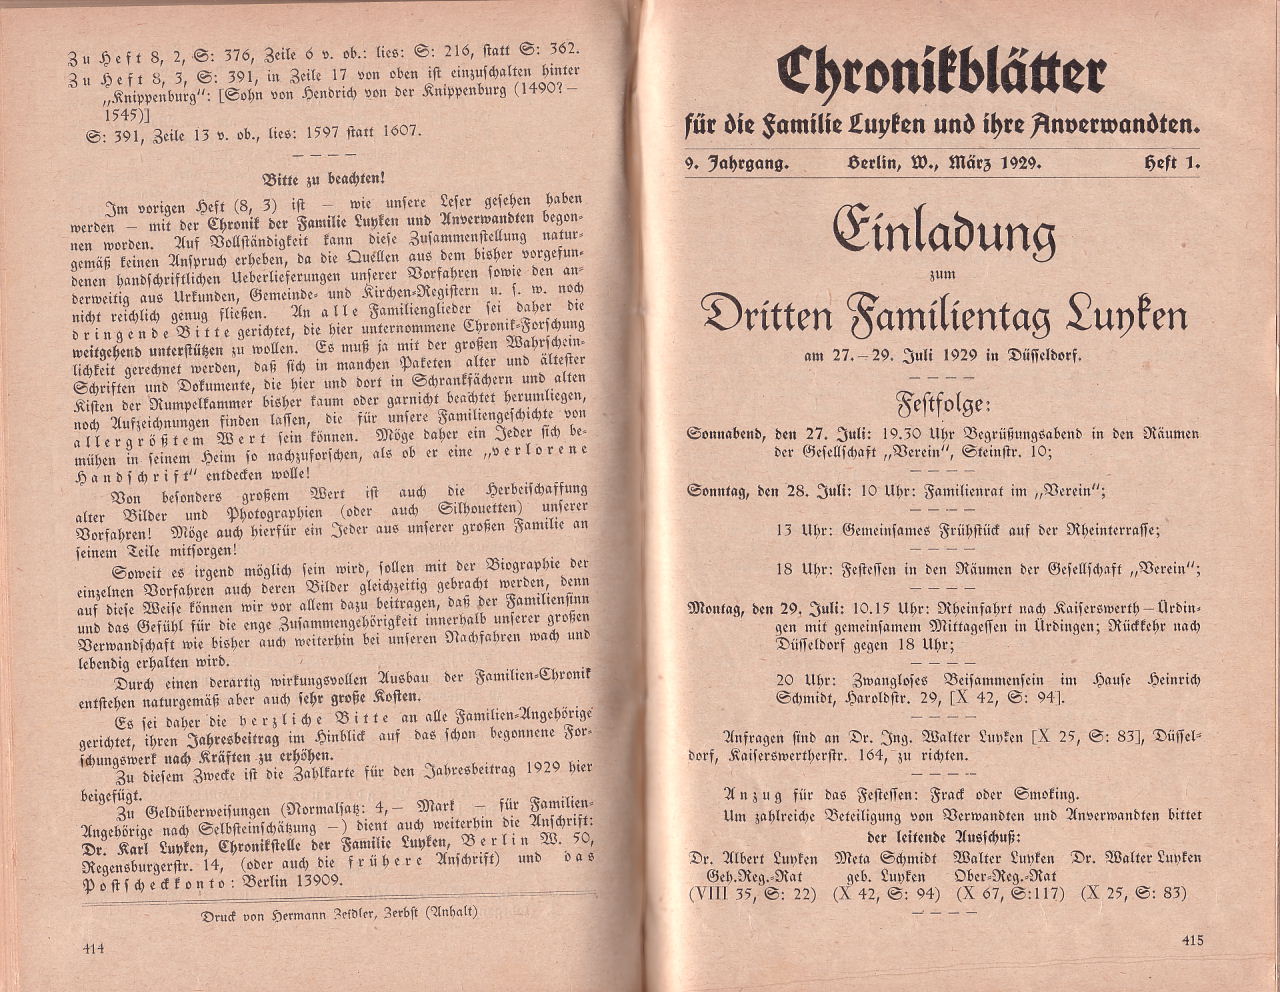 Zu Heft 8, 2, S: 376, Zeile 6 v. ob.: lies: S: 216, statt S: 362.
Zu Heft 8, 3, S: 391, in Zeile 17 von oben ist einzuschalten hinter
„Knippenburg“: [Sohn von Hendrich von der Knippenburg (1490?—
1545)]
S: 391, Zeile 13 v. ob., lies: 1597 statt 1607.
Bitte zu beachten!
Im vorigen Heft (8, 3) ist — wie unsere Leser gesehen haben
werden — mit der Chronik der Familie Luyken und Anverwandten begon-
nen worden. Auf Vollständigkeit kann diese Zusammenstellung natur-
gemäß keinen Anspruch erheben, da die Quellen aus dem bisher vorgefun-
denen handschriftlichen Ueberlieferungen unserer Vorfahren sowie den an-
derweitig aus Urkunden, Gemeinde- und Kirchen-Registern u. s. w. noch
nicht reichlich genug fließen. An alle Familienglieder sei daher die
dringende Bitte gerichtet, die hier unternommene Chronik-Forschung
weitgehend unterstützen zu wollen. Es muß ja mit der großen Wahrschein-
lichkeit gerechnet werden, daß sich in manchen Paketen alter und ältester
Schriften und Dokumente, die hier und dort in Schrankfächern und alten
Kisten der Rumpelkammer bisher kaum oder garnicht beachtet herumliegen,
noch Aufzeichnungen finden lassen, die für unsere Familiengeschichte von
allergrößtem Wert sein können. Möge daher ein Jeder sich be-
mühen in seinem Heim so nachzuforschen, als ob er eine „verlorene
Handschrift“ entdecken wolle!
Von besonders großem Wert ist auch die Herbeischaffung
alter Bilder und Photographien (oder auch Silhouetten) unserer
Vorfahren! Möge auch hierfür ein Jeder aus unserer großen Familie an
seinem Teile mitsorgen!
Soweit es irgend möglich sein wird, sollen mit der Biographie der
einzelnen Vorfahren auch deren Bilder gleichzeitig gebracht werden, denn
auf diese Weise können wir vor allem dazu beitragen, daß der Familiensinn
und das Gefühl für die enge Zusammengehörigkeit innerhalb unserer großen
Verwandschaft wie bisher auch weiterhin bei unseren Nachfahren wach und
lebendig erhalten wird.
Durch einen derartig wirkungsvollen Ausbau der Familien-Chronik
entstehen naturgemäß aber auch sehr große Kosten.
Es sei daher die herzliche Bitte an alle Familien-Angehörige
gerichtet, ihren Jahresbeitrag im Hinblick auf das schon begonnene For-
schungswerk nach Kräften zu erhöhen.
Zu diesem Zwecke ist die Zahlkarte für den Jahresbeitrag 1929 hier
beigefügt.
Zu Geldüberweisungen (Normalsatz: 4,— Mark — für Familien-
Angehörige nach Selbsteinschätzung —) dient auch weiterhin die Anschrift:
Dr. Karl Luyken, Chronikstelle der Familie Luyken, Berlin W. 50,
Regensburgerstr. 14, (oder auch die frühere Anschrift) und das
Postscheckkonto: Berlin 13909.
Druck von Hermann Zeidler, Zerbst (Anhalt)
414
Chronikblätter
für die Familie Luyken und ihre Anverwandten.
9. Jahrgang. Berlin, W., März 1929. Heft 1.
Einladung
zum
Dritten Familientag Luyken
am 27.—29. Juli 1929 in Düsseldorf.
Festfolge:
Sonnabend, den 27. Juli: 19.30 Uhr Begrüßungsabend in den Räumen
der Gesellschaft „Verein“, Steinstr. 10;
Sonntag, den 28. Juli: 10 Uhr: Familienrat im „Verein“;
13 Uhr: Gemeinsames Frühstück auf der Rheinterrasse;
18 Uhr: Festessen in den Räumen der Gesellschaft „Verein“;
Montag, den 29. Juli: 10.15 Uhr: Rheinfahrt nach Kaiserswerth—Ürdin-
gen mit gemeinsamem Mittagessen in Ürdingen; Rückkehr nach
Düsseldorf gegen 18 Uhr;
20 Uhr: Zwangloses Beisammensein im Hause Heinrich
Schmidt, Haroldstr. 29, [X 42, S: 94].
Anfragen sind an Dr. Ing. Walter Luyken [X 25, S: 83], Düssel-
dorf, Kaiserswertherstr. 164, zu richten.
Anzug für das Festessen: Frack oder Smoking.
Um zahlreiche Beteiligung von Verwandten und Anverwandten bittet
der leitende Ausschuß:
Dr. Albert Luyken Meta Schmidt Walter Luyken Dr. Walter Luyken
Geh.Reg.-Rat geb. Luyken Ober-Reg.-Rat
(VIII 35, S: 22) (X 42, S: 94) (X 67, S:117) (X 25, S: 83)
415